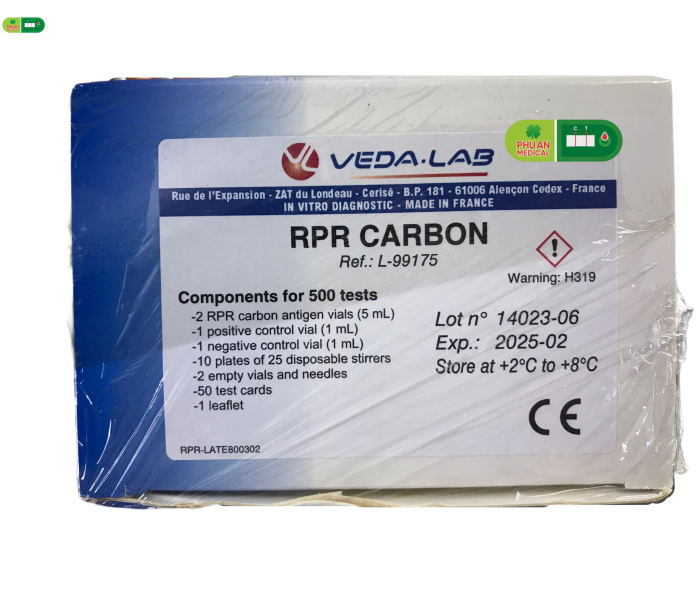 PHUAN
MEDICAL
C T
VEDA.LAB
Rue de l'Expansion - ZAT du Londeau - Cerisé - B.P. 181 - 61006 Alençon Cedex - France
IN VITRO DIAGNOSTIC - MADE IN FRANCE
RPR CARBON
Ref.: L-99175
Warning: H319
Components for 500 tests
-2 RPR carbon antigen vials (5 mL)
-1 positive control vial (1 mL)
-1 negative control vial (1 mL)
-10 plates of 25 disposable stirrers
-2 empty vials and needles
-50 test cards
-1 leaflet
Lot n° 14023-06
Exp.: 2025-02
Store at +2°C to +8°C
CE
RPR-LATE800302